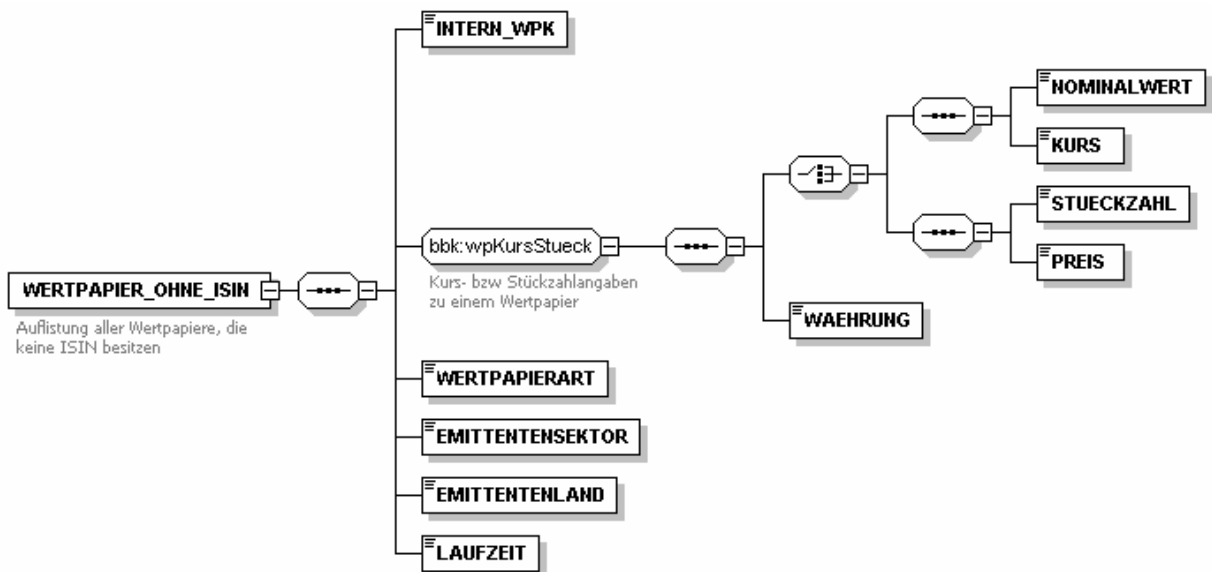 INTERN_WPK
NOMINALWERT
KURS
STUECKZAHL
bbk:wpKursStueck
PREIS
Kurs- bzw Stückzahlangaben
zu einem Wertpapier
WERTPAPIER_OHNE_ISIN
Auflistung aller Wertpapiere, die
keine ISIN besitzen
WAEHRUNG
WERTPAPIERART
EMITTENTENSEKTOR
EMITTENTENLAND
LAUFZEIT